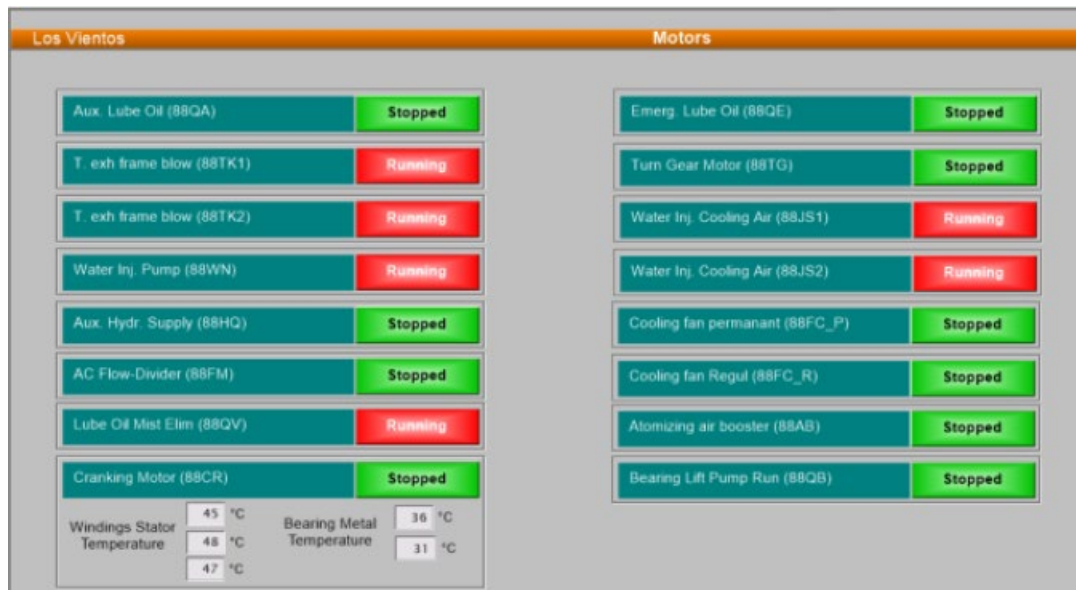 Los Vientos Motors
Aux. Lube Oil (88QA) Stopped
T. exh frame blow (88TK1) Running
T. exh frame blow (88TK2) Running
Water Inj. Pump (88WN) Running
Aux. Hydr. Supply (88HQ) Stopped
AC Flow-Divider (88FM) Stopped
Lube Oil Mist Elim (88QV) Running
Cranking Motor (88CR) Stopped
Windings Stator
Temperature
45 °C
48 °C
47 °C
Bearing Metal
Temperature
36 °C
31 °C
Emerg. Lube Oil (88QE) Stopped
Turn Gear Motor (88TG) Stopped
Water Inj. Cooling Air (88JS1) Running
Water Inj. Cooling Air (88JS2) Running
Cooling fan permanant (88FC_P) Stopped
Cooling fan Regul (88FC_R) Stopped
Atomizing air booster (88AB) Stopped
Bearing Lift Pump Run (88QB) Stopped